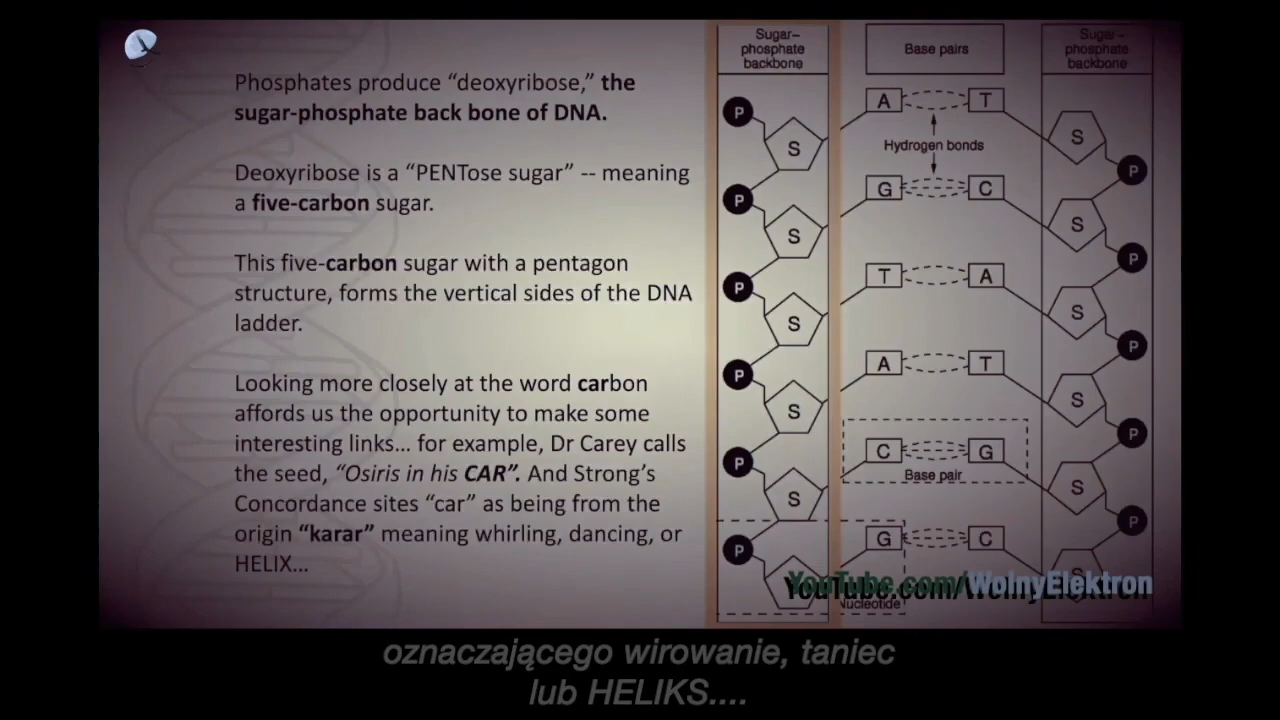 Phosphates produce “deoxyribose,” the
sugar-phosphate back bone of DNA.
Deoxyribose is a “PENTose sugar” -- meaning
a five-carbon sugar.
This five-carbon sugar with a pentagon
structure, forms the vertical sides of the DNA
ladder.
Looking more closely at the word carbon
affords us the opportunity to make some
interesting links... for example, Dr Carey calls
the seed, “Osiris in his CAR”. And Strong’s
Concordance sites “car” as being from the
origin “karar” meaning whirling, dancing, or
HELIX...
Sugar–
phosphate
backbone
Base pairs
Sugar–
phosphate
backbone
P
S
A
T
S
P
Hydrogen bonds
P
S
G
C
S
P
P
S
T
A
S
P
P
S
A
T
S
P
P
S
C
G
S
P
Base pair
P
G
C
S
Nucleotide
YouTube.com/WolnyElektron
oznaczającego wirowanie, taniec
lub HELIKS....